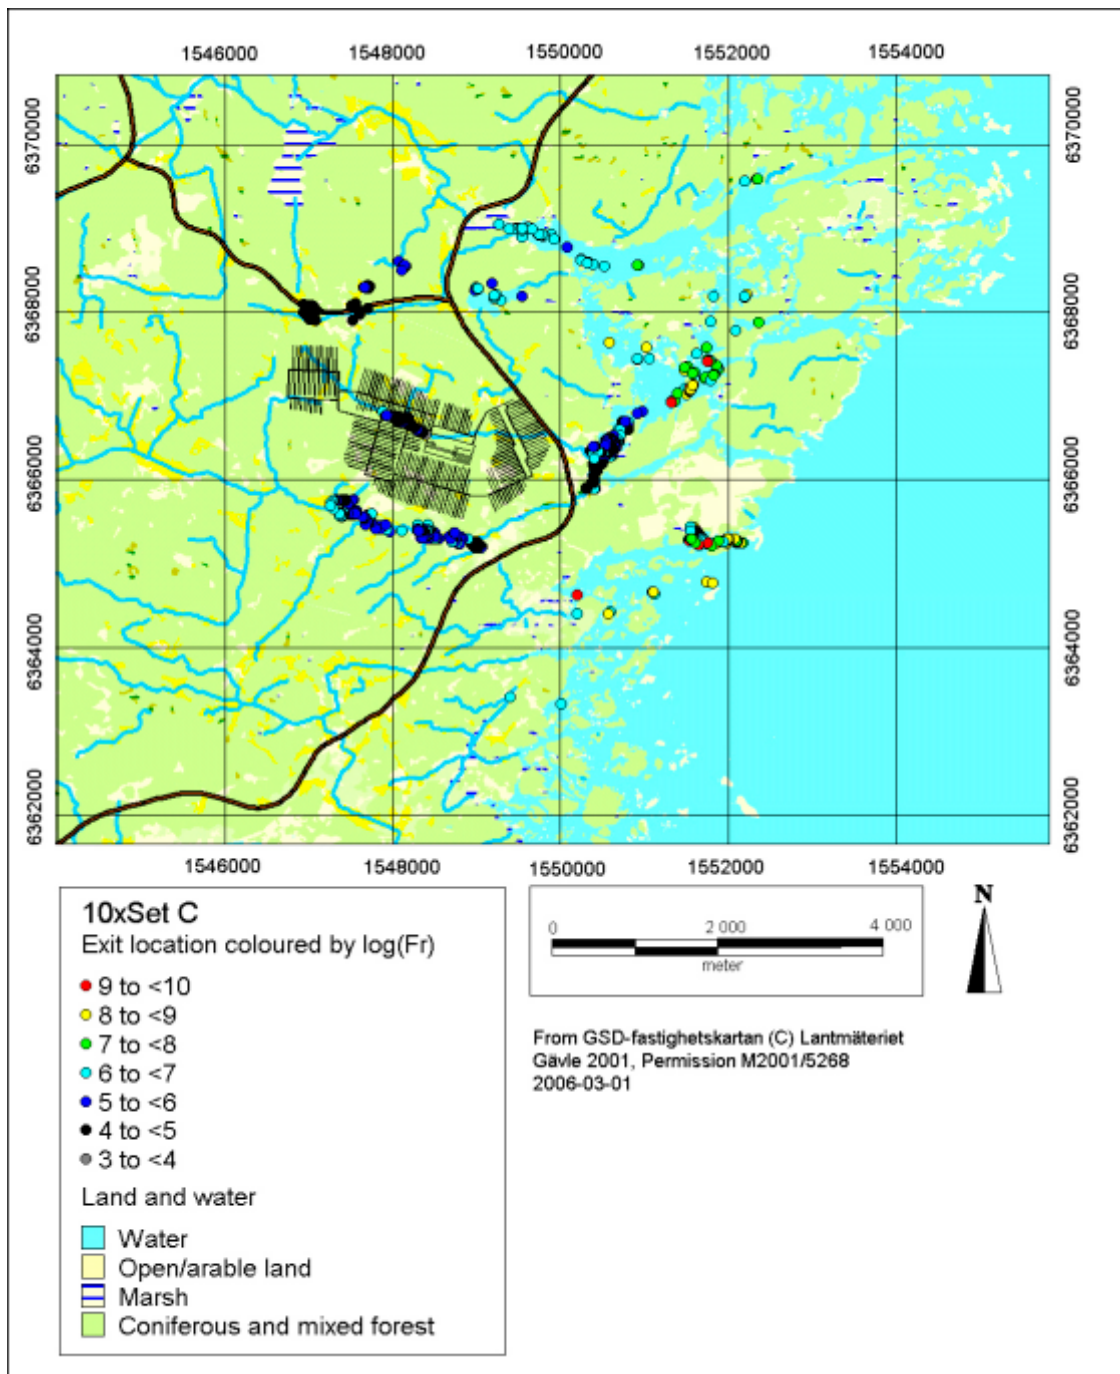 1546000 1548000 1550000 1552000 1554000
6370000 6370000
6368000 6368000
6366000 6366000
6364000 6364000
6362000 6362000
1546000 1548000 1550000 1552000 1554000
10xSet C
Exit location coloured by log(Fr)
9 to <10
8 to <9
7 to <8
6 to <7
5 to <6
4 to <5
3 to <4
Land and water
Water
Open/arable land
Marsh
Coniferous and mixed forest
0 2 000 4 000
meter
N
From GSD-fastighetskartan (C) Lantmäteriet
Gävle 2001, Permission M2001/5268
2006-03-01